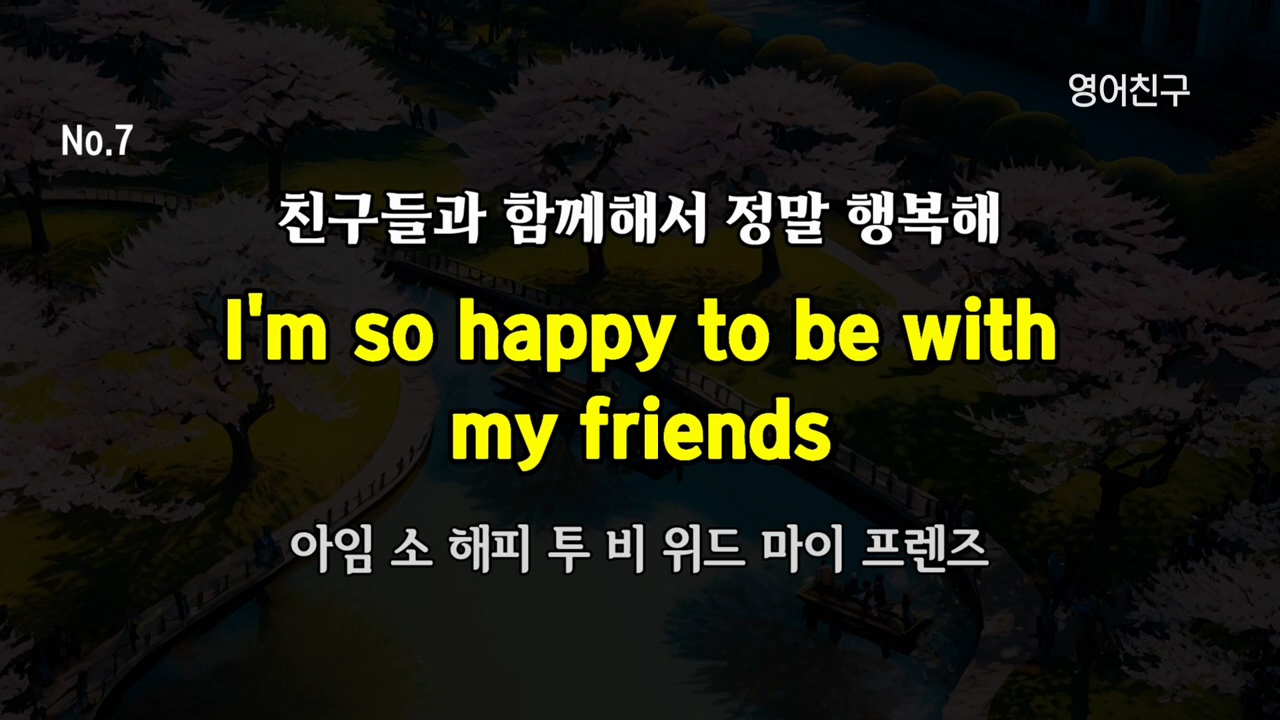 영어친구
No.7
친구들과 함께해서 정말 행복해
I'm so happy to be with
my friends
아임 소 해피 투 비 위드 마이 프렌즈